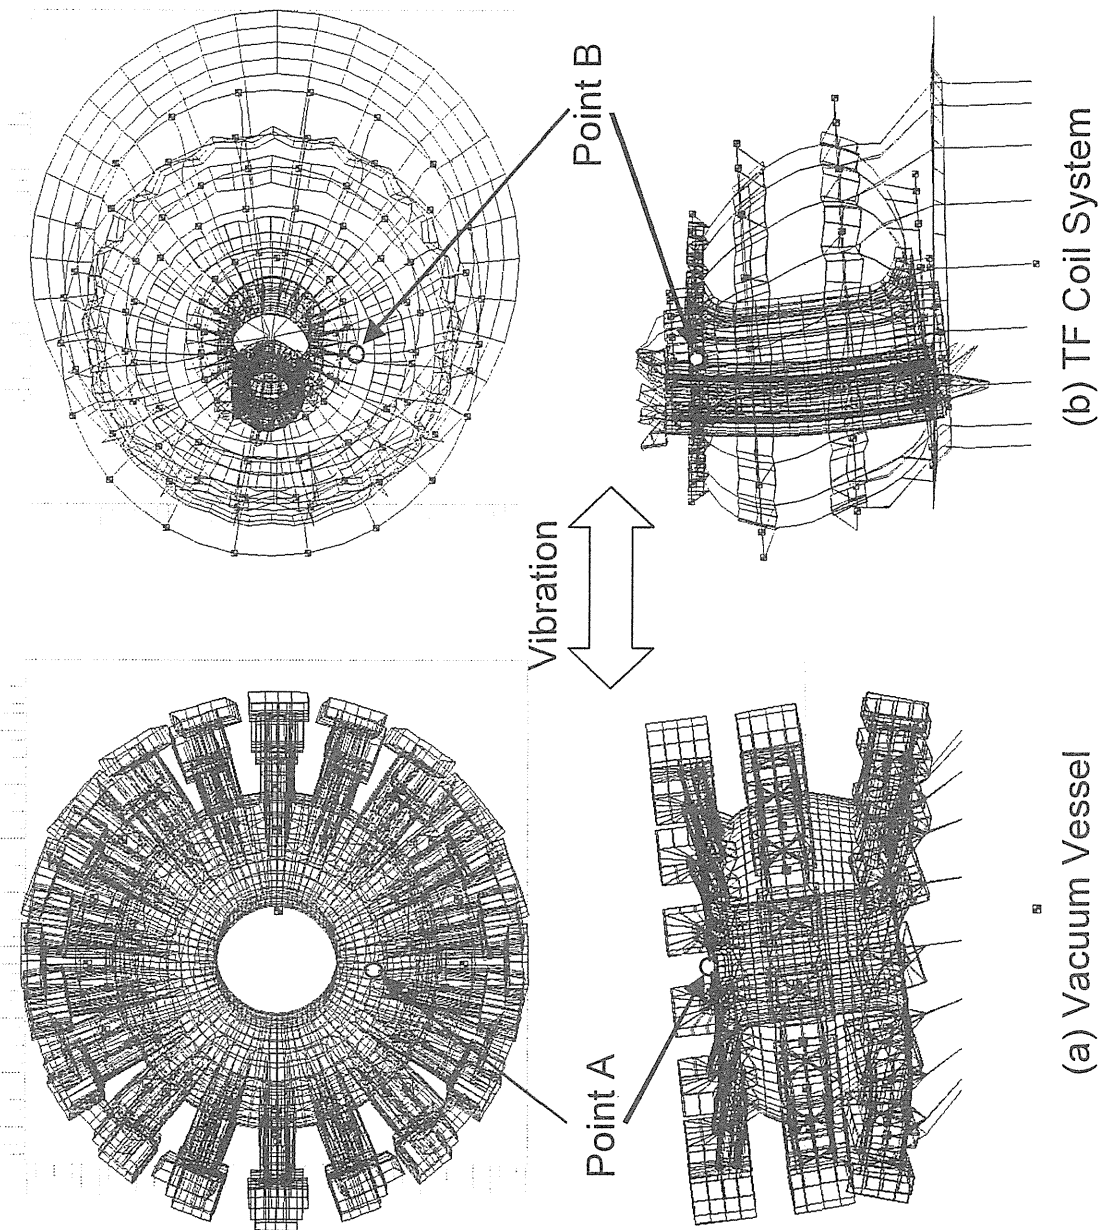 Point A
Vibration
Point B
(a) Vacuum Vessel
(b) TF Coil System